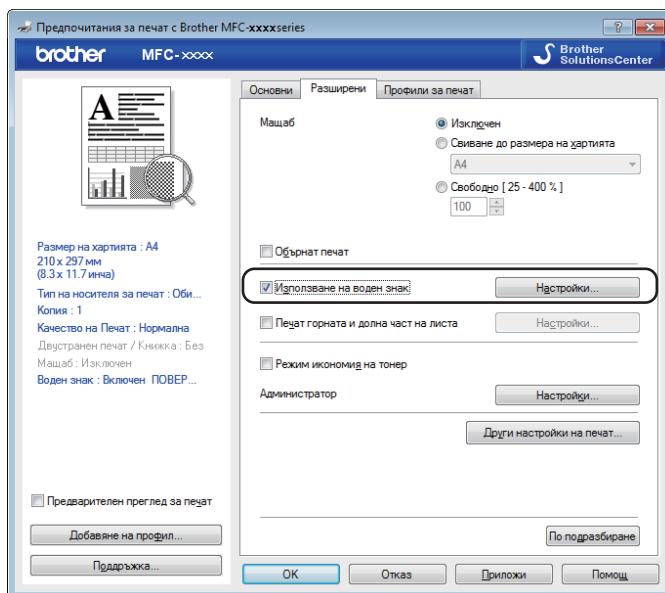 Предпочитания за печат с Brother MFC-xxxxseries
brother MFC-xxxx
Brother
SolutionsCenter
Основни Разширени Профили за печат
A
Размер на хартията : A4
210 x 297 мм
(8.3 x 11.7 инча)
Тип на носителя за печат : Оби...
Копия : 1
Качество на Печат : Нормална
Двустранен печат / Книжка : Без
Мащаб : Изключен
Воден знак : Включен ПОВЕР...
Предварителен преглед за печат
Добавяне на профил...
Поддръжка...
Мащаб
Изключен
Свиване до размера на хартията
A4
Свободно [ 25 - 400 % ]
100
Обърнат печат
Използване на воден знак Настройки...
Печат горната и долна част на листа Настройки...
Режим икономия на тонер
Администратор Настройки...
Други настройки на печат...
По подразбиране
OK Отказ Приложи Помощ